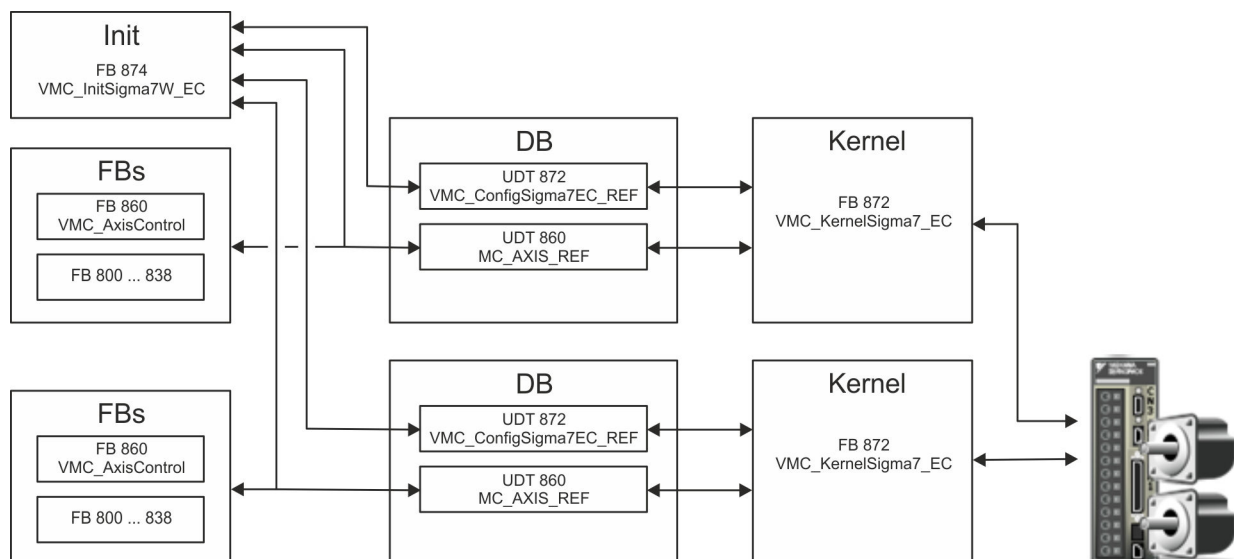 Init
FB 874
VMC_InitSigma7W_EC
FBs
FB 860
VMC_AxisControl
FB 800 ... 838
DB
UDT 872
VMC_ConfigSigma7EC_REF
UDT 860
MC_AXIS_REF
Kernel
FB 872
VMC_KernelSigma7_EC
FBs
FB 860
VMC_AxisControl
FB 800 ... 838
DB
UDT 872
VMC_ConfigSigma7EC_REF
UDT 860
MC_AXIS_REF
Kernel
FB 872
VMC_KernelSigma7_EC